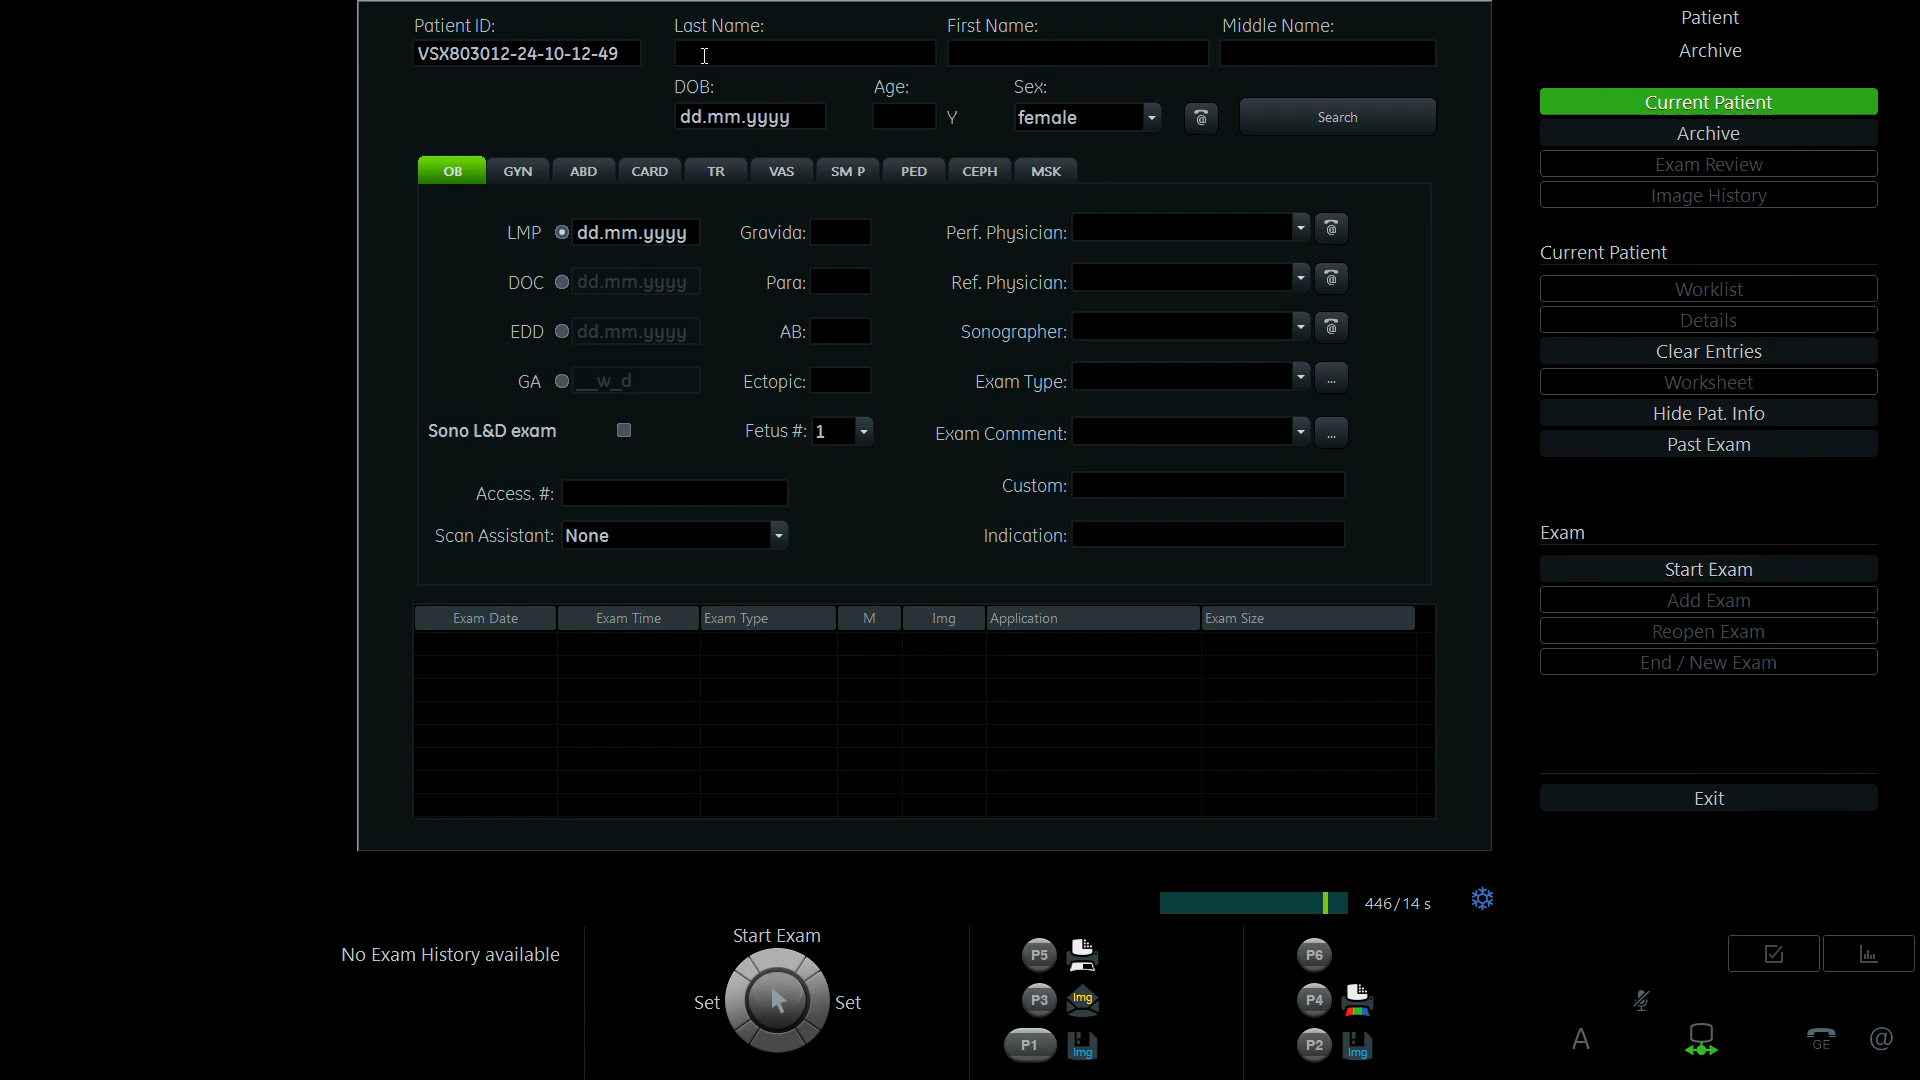 Patient ID: Last Name: First Name: Middle Name:
VSX803012-24-10-12-49
DOB: Age: Sex:
dd.mm.yyyy Y female @ Search
OB GYN ABD CARD TR VAS SM P PED CEPH MSK
LMP dd.mm.yyyy Gravida: Perf. Physician: @
DOC dd.mm.yyyy Para: Ref. Physician: @
EDD dd.mm.yyyy AB: Sonographer: @
GA __w_d Ectopic: Exam Type: ...
Sono L&D exam Fetus #: 1 Exam Comment: ...
Custom:
Access. #:
Scan Assistant: None Indication:
Exam Date Exam Time Exam Type M Img Application Exam Size
Patient
Archive
Current Patient
Archive
Exam Review
Image History
Current Patient
Worklist
Details
Clear Entries
Worksheet
Hide Pat. Info
Past Exam
Exam
Start Exam
Add Exam
Reopen Exam
End / New Exam
Exit
446/14 s
No Exam History available
Start Exam
Set Set
P5 P6
P3 Img P4
P1 Img P2 Img
A GE @